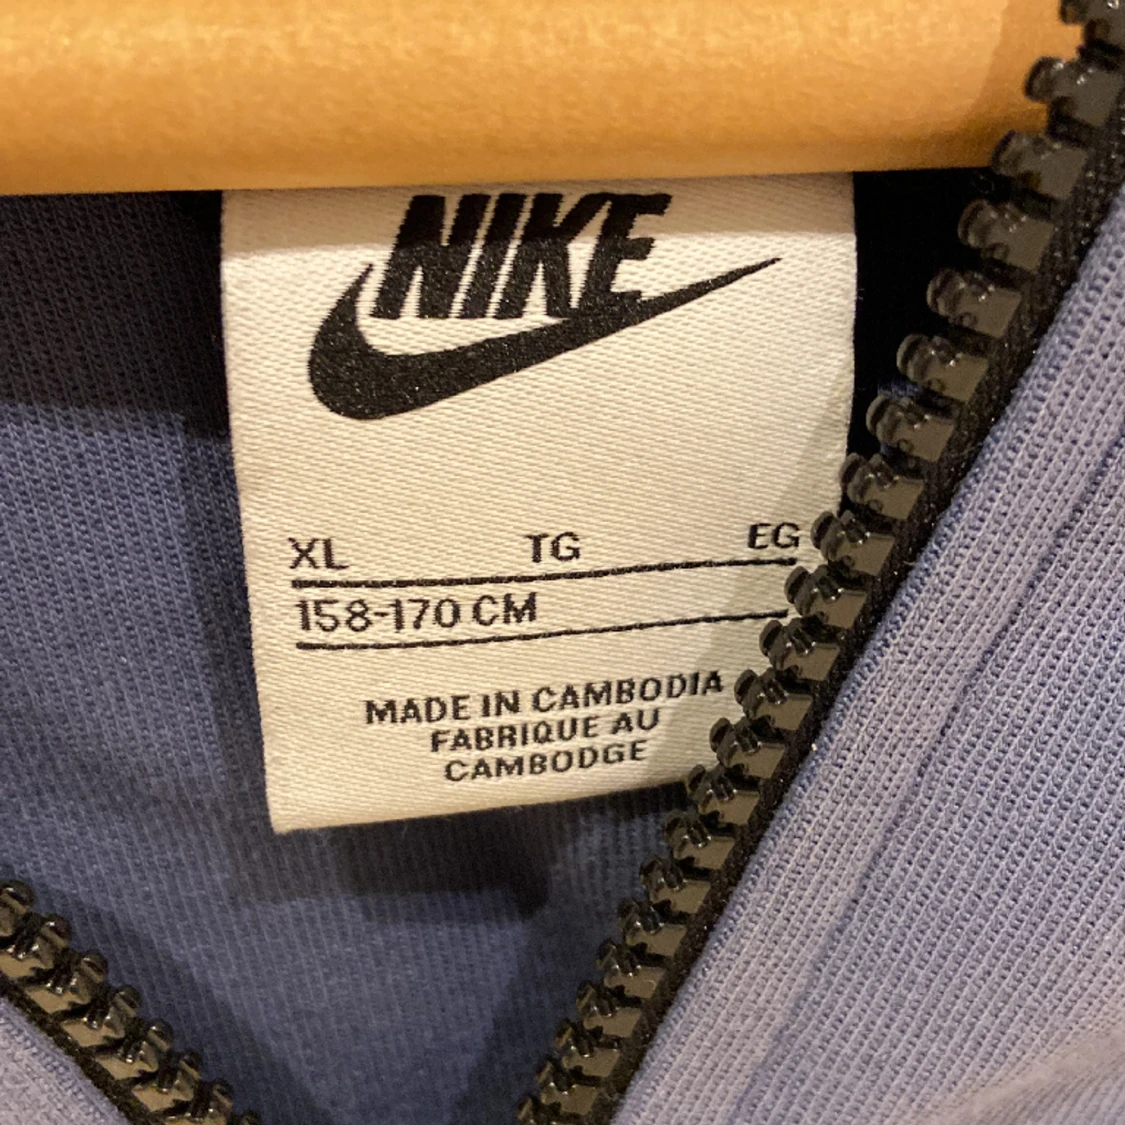 NIKE
XL TG EG
158-170 CM
MADE IN CAMBODIA
FABRIQUE AU
CAMBODGE